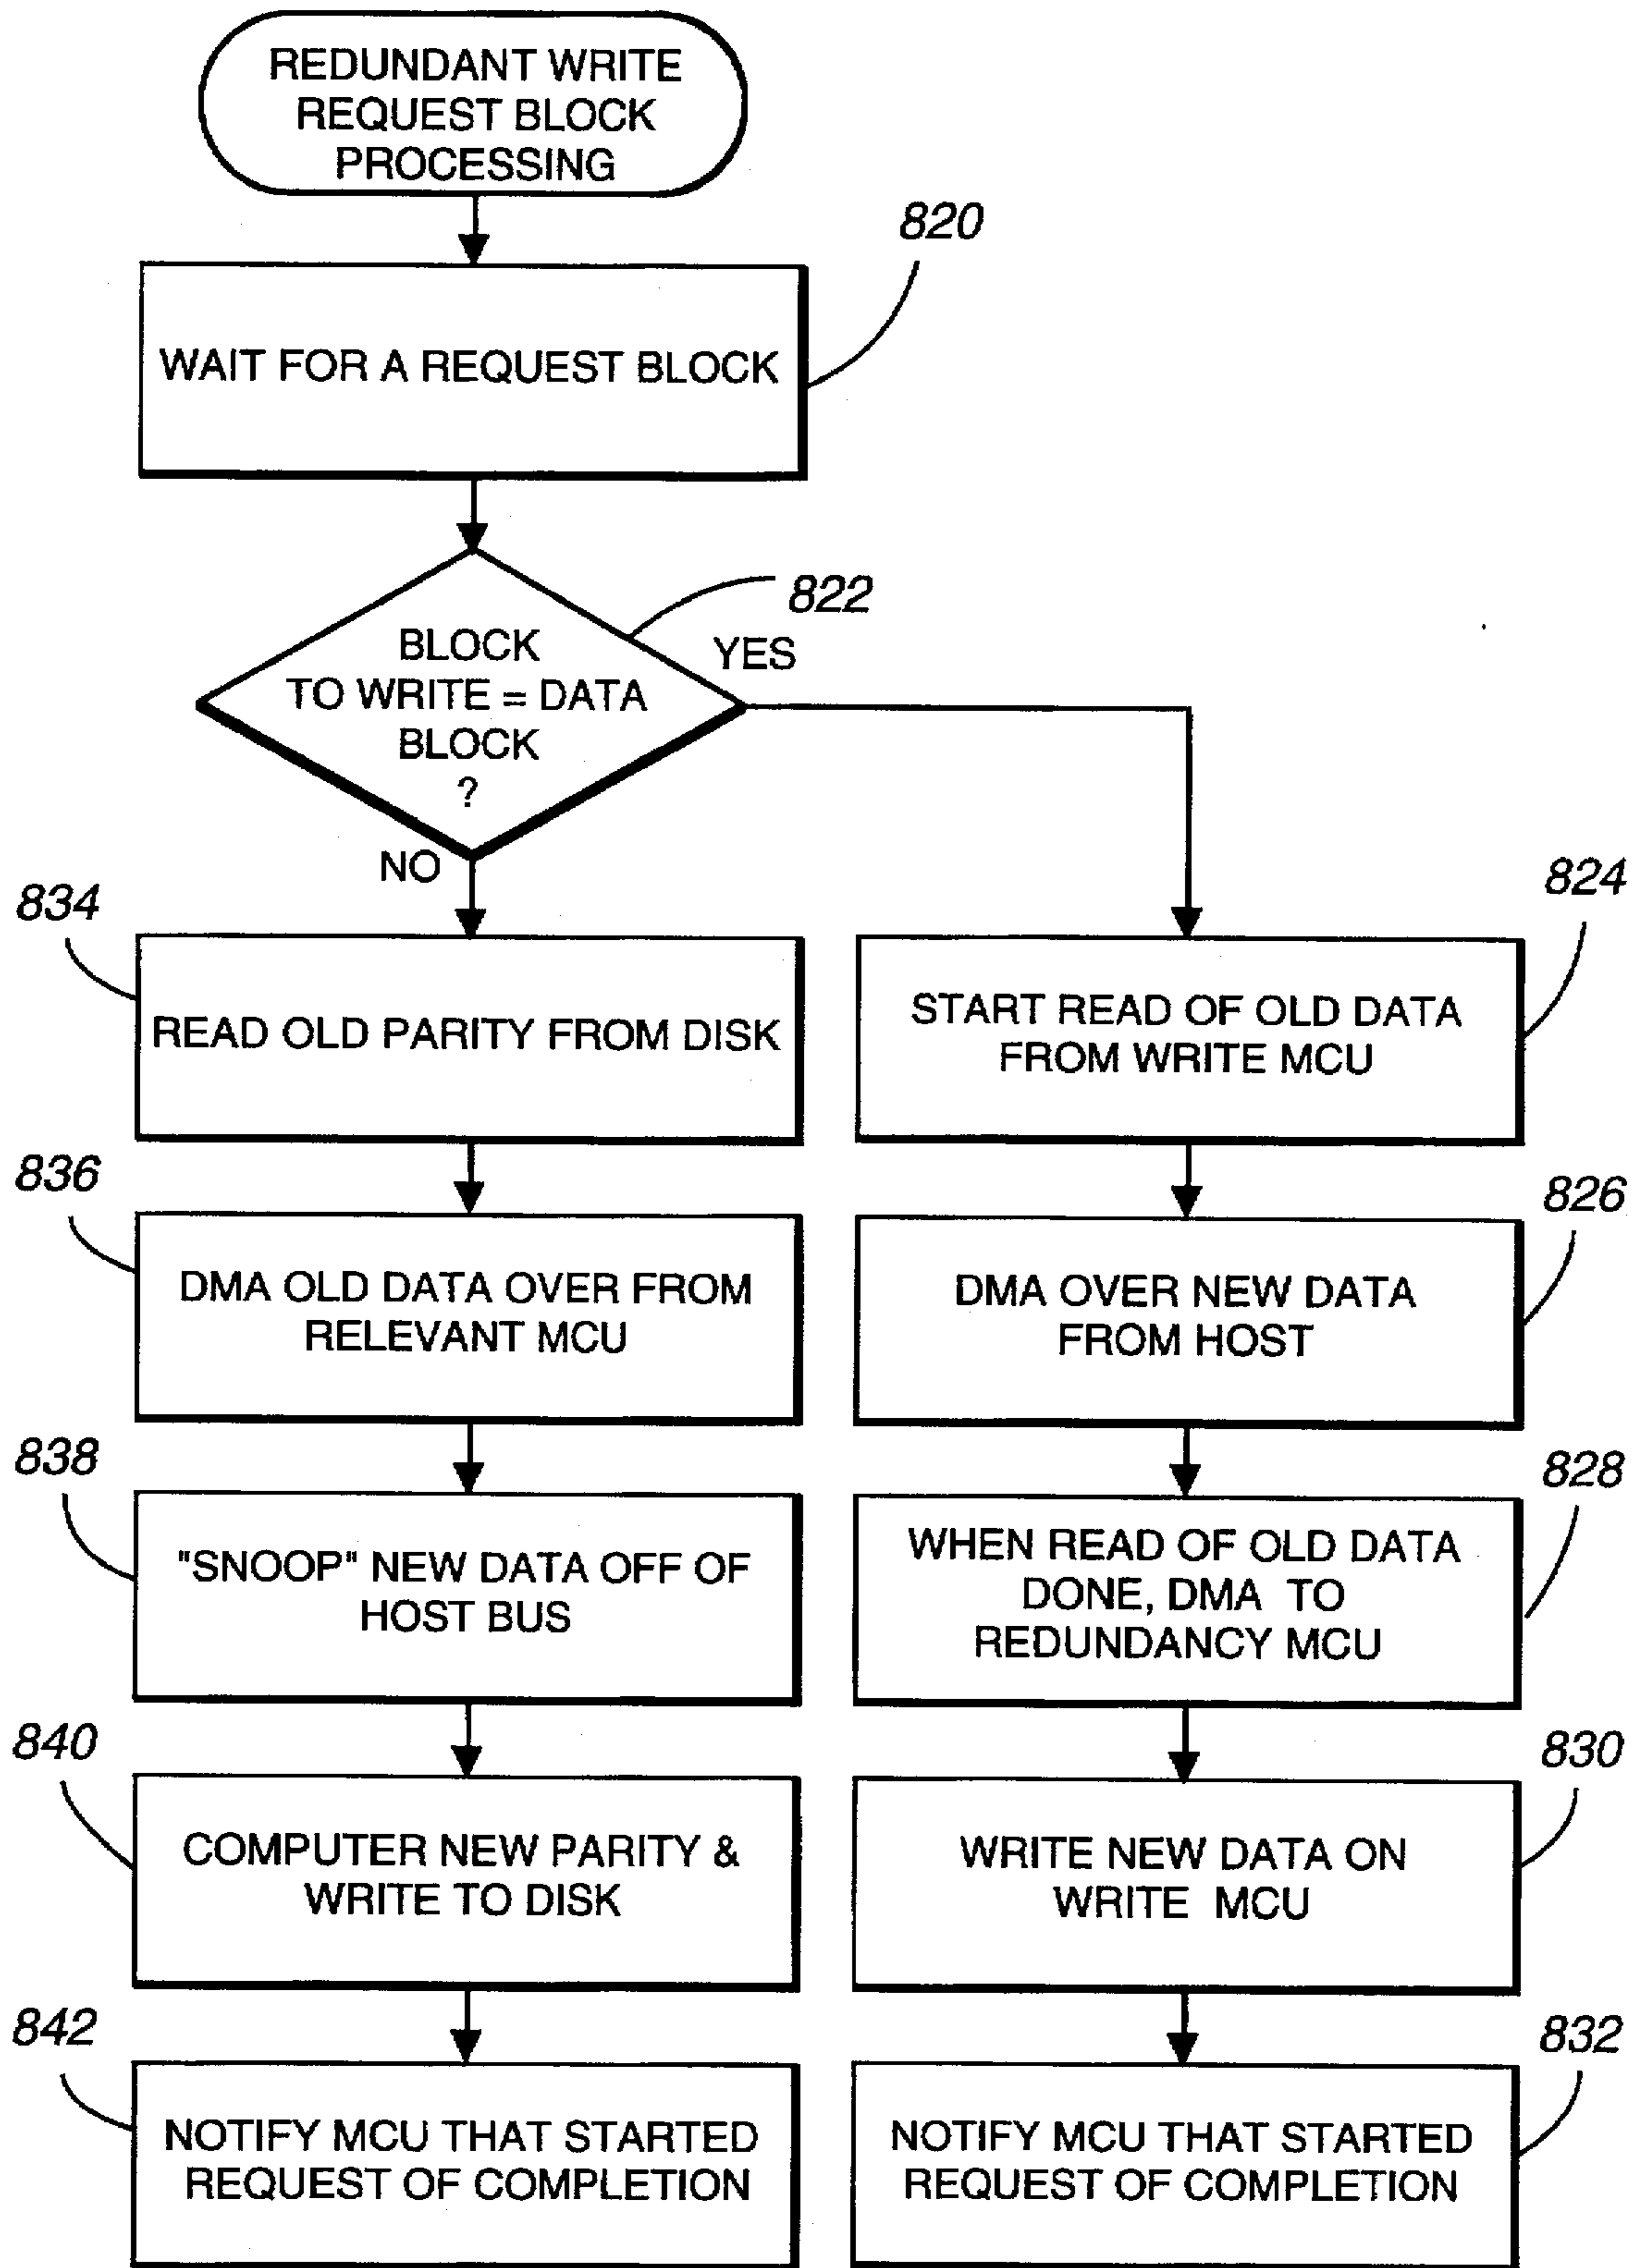 REDUNDANT WRITE
REQUEST BLOCK
PROCESSING
820
WAIT FOR A REQUEST BLOCK
822
BLOCK
TO WRITE = DATA
BLOCK
?
YES
NO
834
READ OLD PARITY FROM DISK
824
START READ OF OLD DATA
FROM WRITE MCU
836
DMA OLD DATA OVER FROM
RELEVANT MCU
826
DMA OVER NEW DATA
FROM HOST
838
"SNOOP" NEW DATA OFF OF
HOST BUS
828
WHEN READ OF OLD DATA
DONE, DMA TO
REDUNDANCY MCU
840
COMPUTER NEW PARITY &
WRITE TO DISK
830
WRITE NEW DATA ON
WRITE MCU
842
NOTIFY MCU THAT STARTED
REQUEST OF COMPLETION
832
NOTIFY MCU THAT STARTED
REQUEST OF COMPLETION